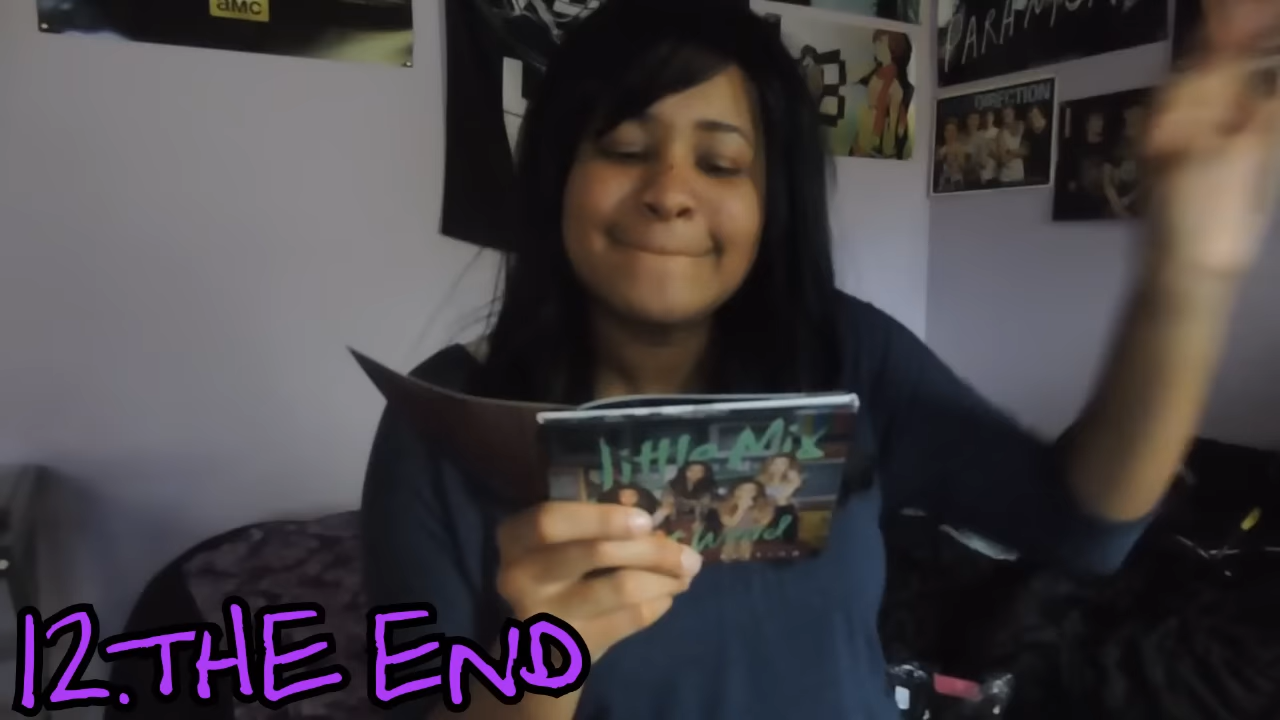 aMC
PARAMORE
DIRECTION
little Mix
12.THE END